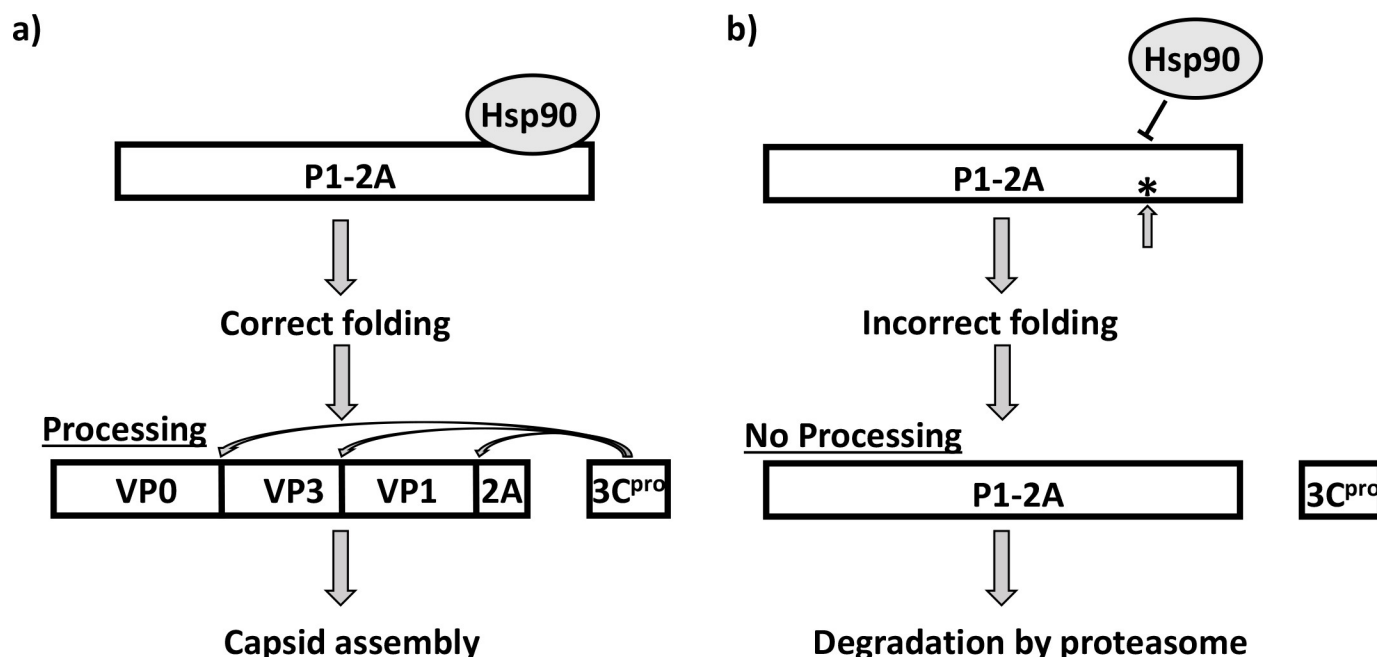 a)
Hsp90
P1-2A
Correct folding
Processing
VP0 VP3 VP1 2A 3Cᵖʳᵒ
Capsid assembly
b)
Hsp90
P1-2A
*
Incorrect folding
No Processing
P1-2A 3Cᵖʳᵒ
Degradation by proteasome